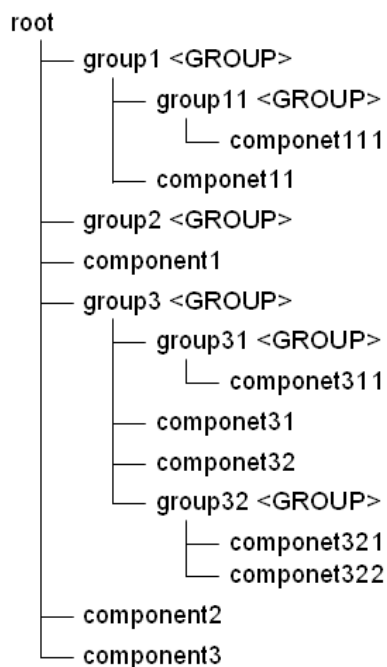 root
group1 <GROUP>
group11 <GROUP>
componet111
componet11
group2 <GROUP>
component1
group3 <GROUP>
group31 <GROUP>
componet311
componet31
componet32
group32 <GROUP>
componet321
componet322
component2
component3